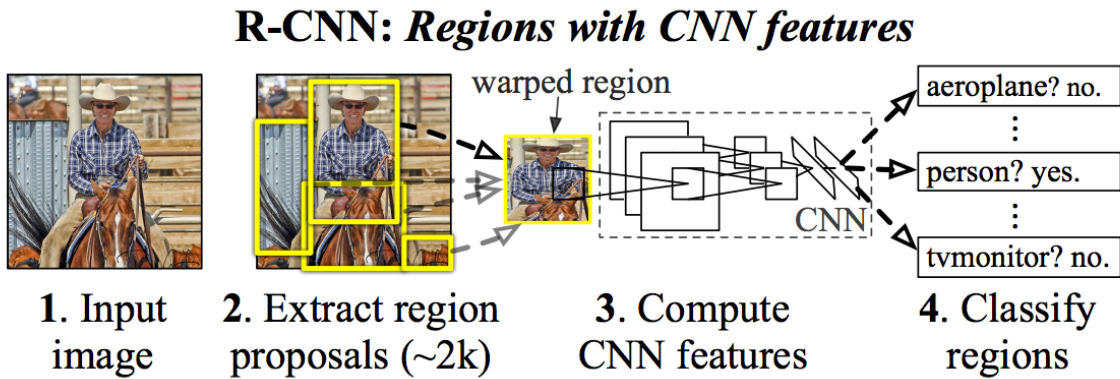 R-CNN: Regions with CNN features
warped region
aeroplane? no.
⋮
person? yes.
⋮
tvmonitor? no.
CNN
1. Input
image
2. Extract region
proposals (~2k)
3. Compute
CNN features
4. Classify
regions